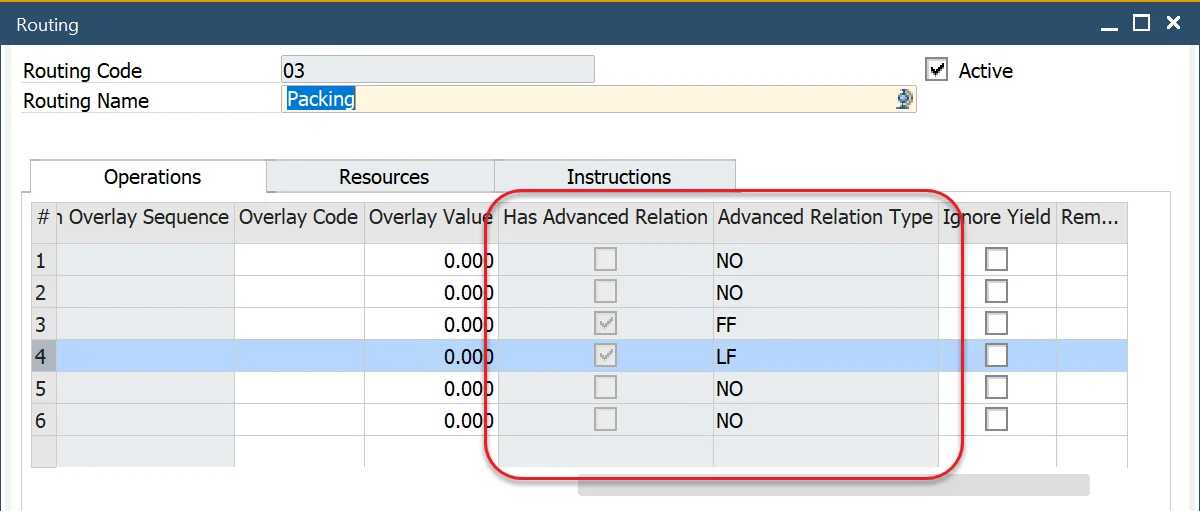 Routing
Routing Code 03 Active
Routing Name Packing
Operations Resources Instructions
# n Overlay Sequence Overlay Code Overlay Value Has Advanced Relation Advanced Relation Type Ignore Yield Rem...
1 0.000 NO
2 0.000 NO
3 0.000 FF
4 0.000 LF
5 0.000 NO
6 0.000 NO